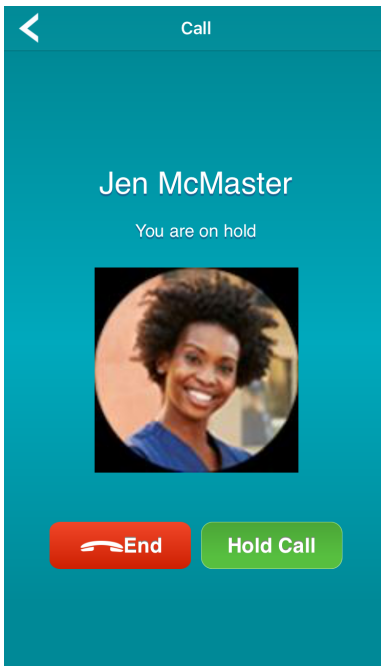 Call
Jen McMaster
You are on hold
End
Hold Call